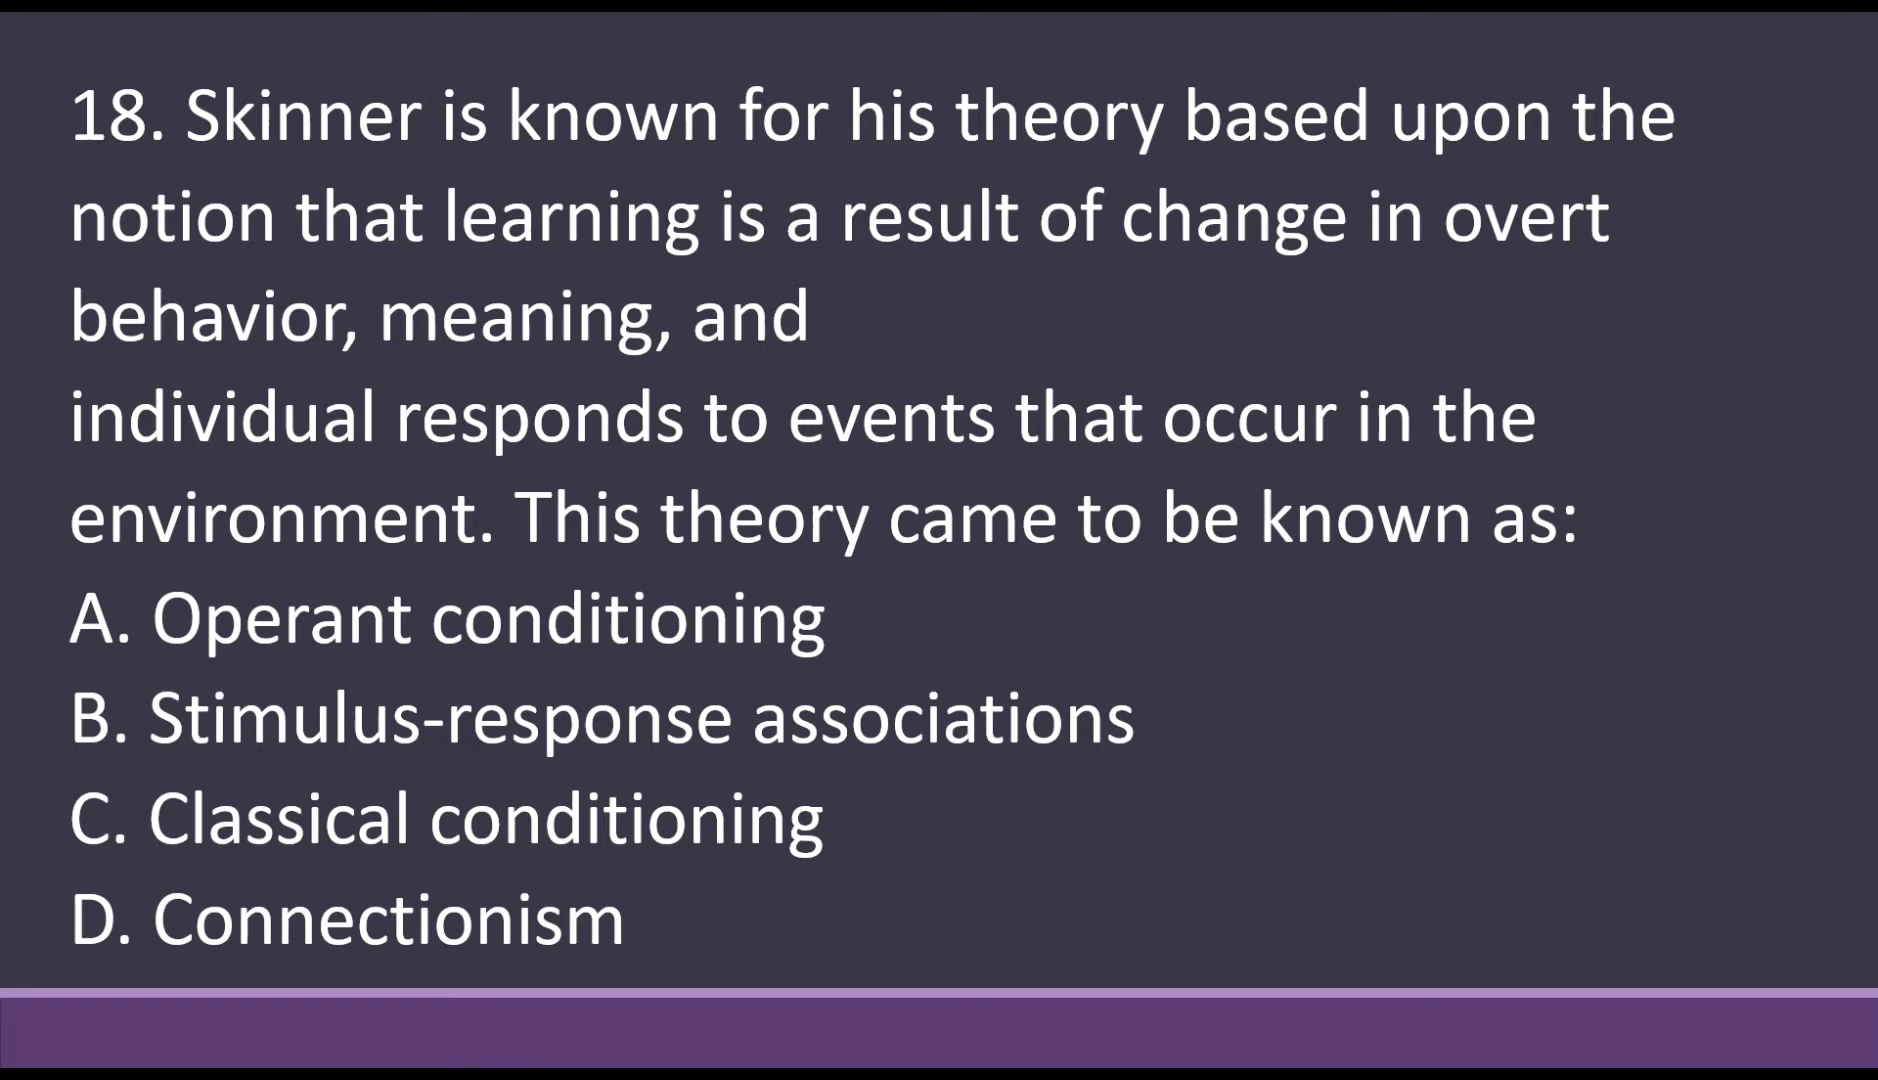 18. Skinner is known for his theory based upon the
notion that learning is a result of change in overt
behavior, meaning, and
individual responds to events that occur in the
environment. This theory came to be known as:
A. Operant conditioning
B. Stimulus-response associations
C. Classical conditioning
D. Connectionism